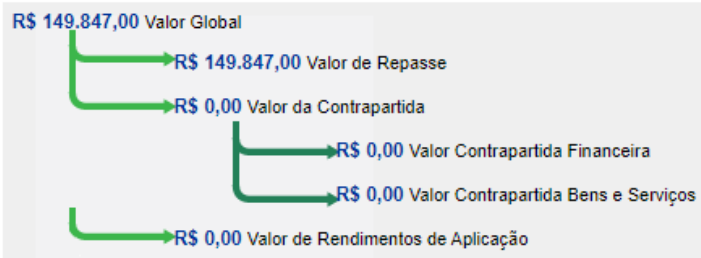 R$ 149.847,00 Valor Global
R$ 149.847,00 Valor de Repasse
R$ 0,00 Valor da Contrapartida
R$ 0,00 Valor Contrapartida Financeira
R$ 0,00 Valor Contrapartida Bens e Serviços
R$ 0,00 Valor de Rendimentos de Aplicação